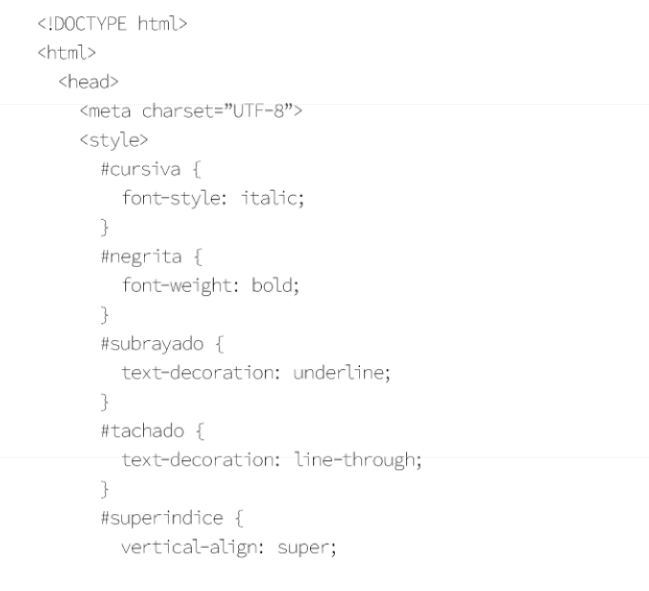 <!DOCTYPE html>
<html>
<head>
<meta charset=”UTF-8”>
<style>
#cursiva {
font-style: italic;
}
#negrita {
font-weight: bold;
}
#subrayado {
text-decoration: underline;
}
#tachado {
text-decoration: line-through;
}
#superindice {
vertical-align: super;